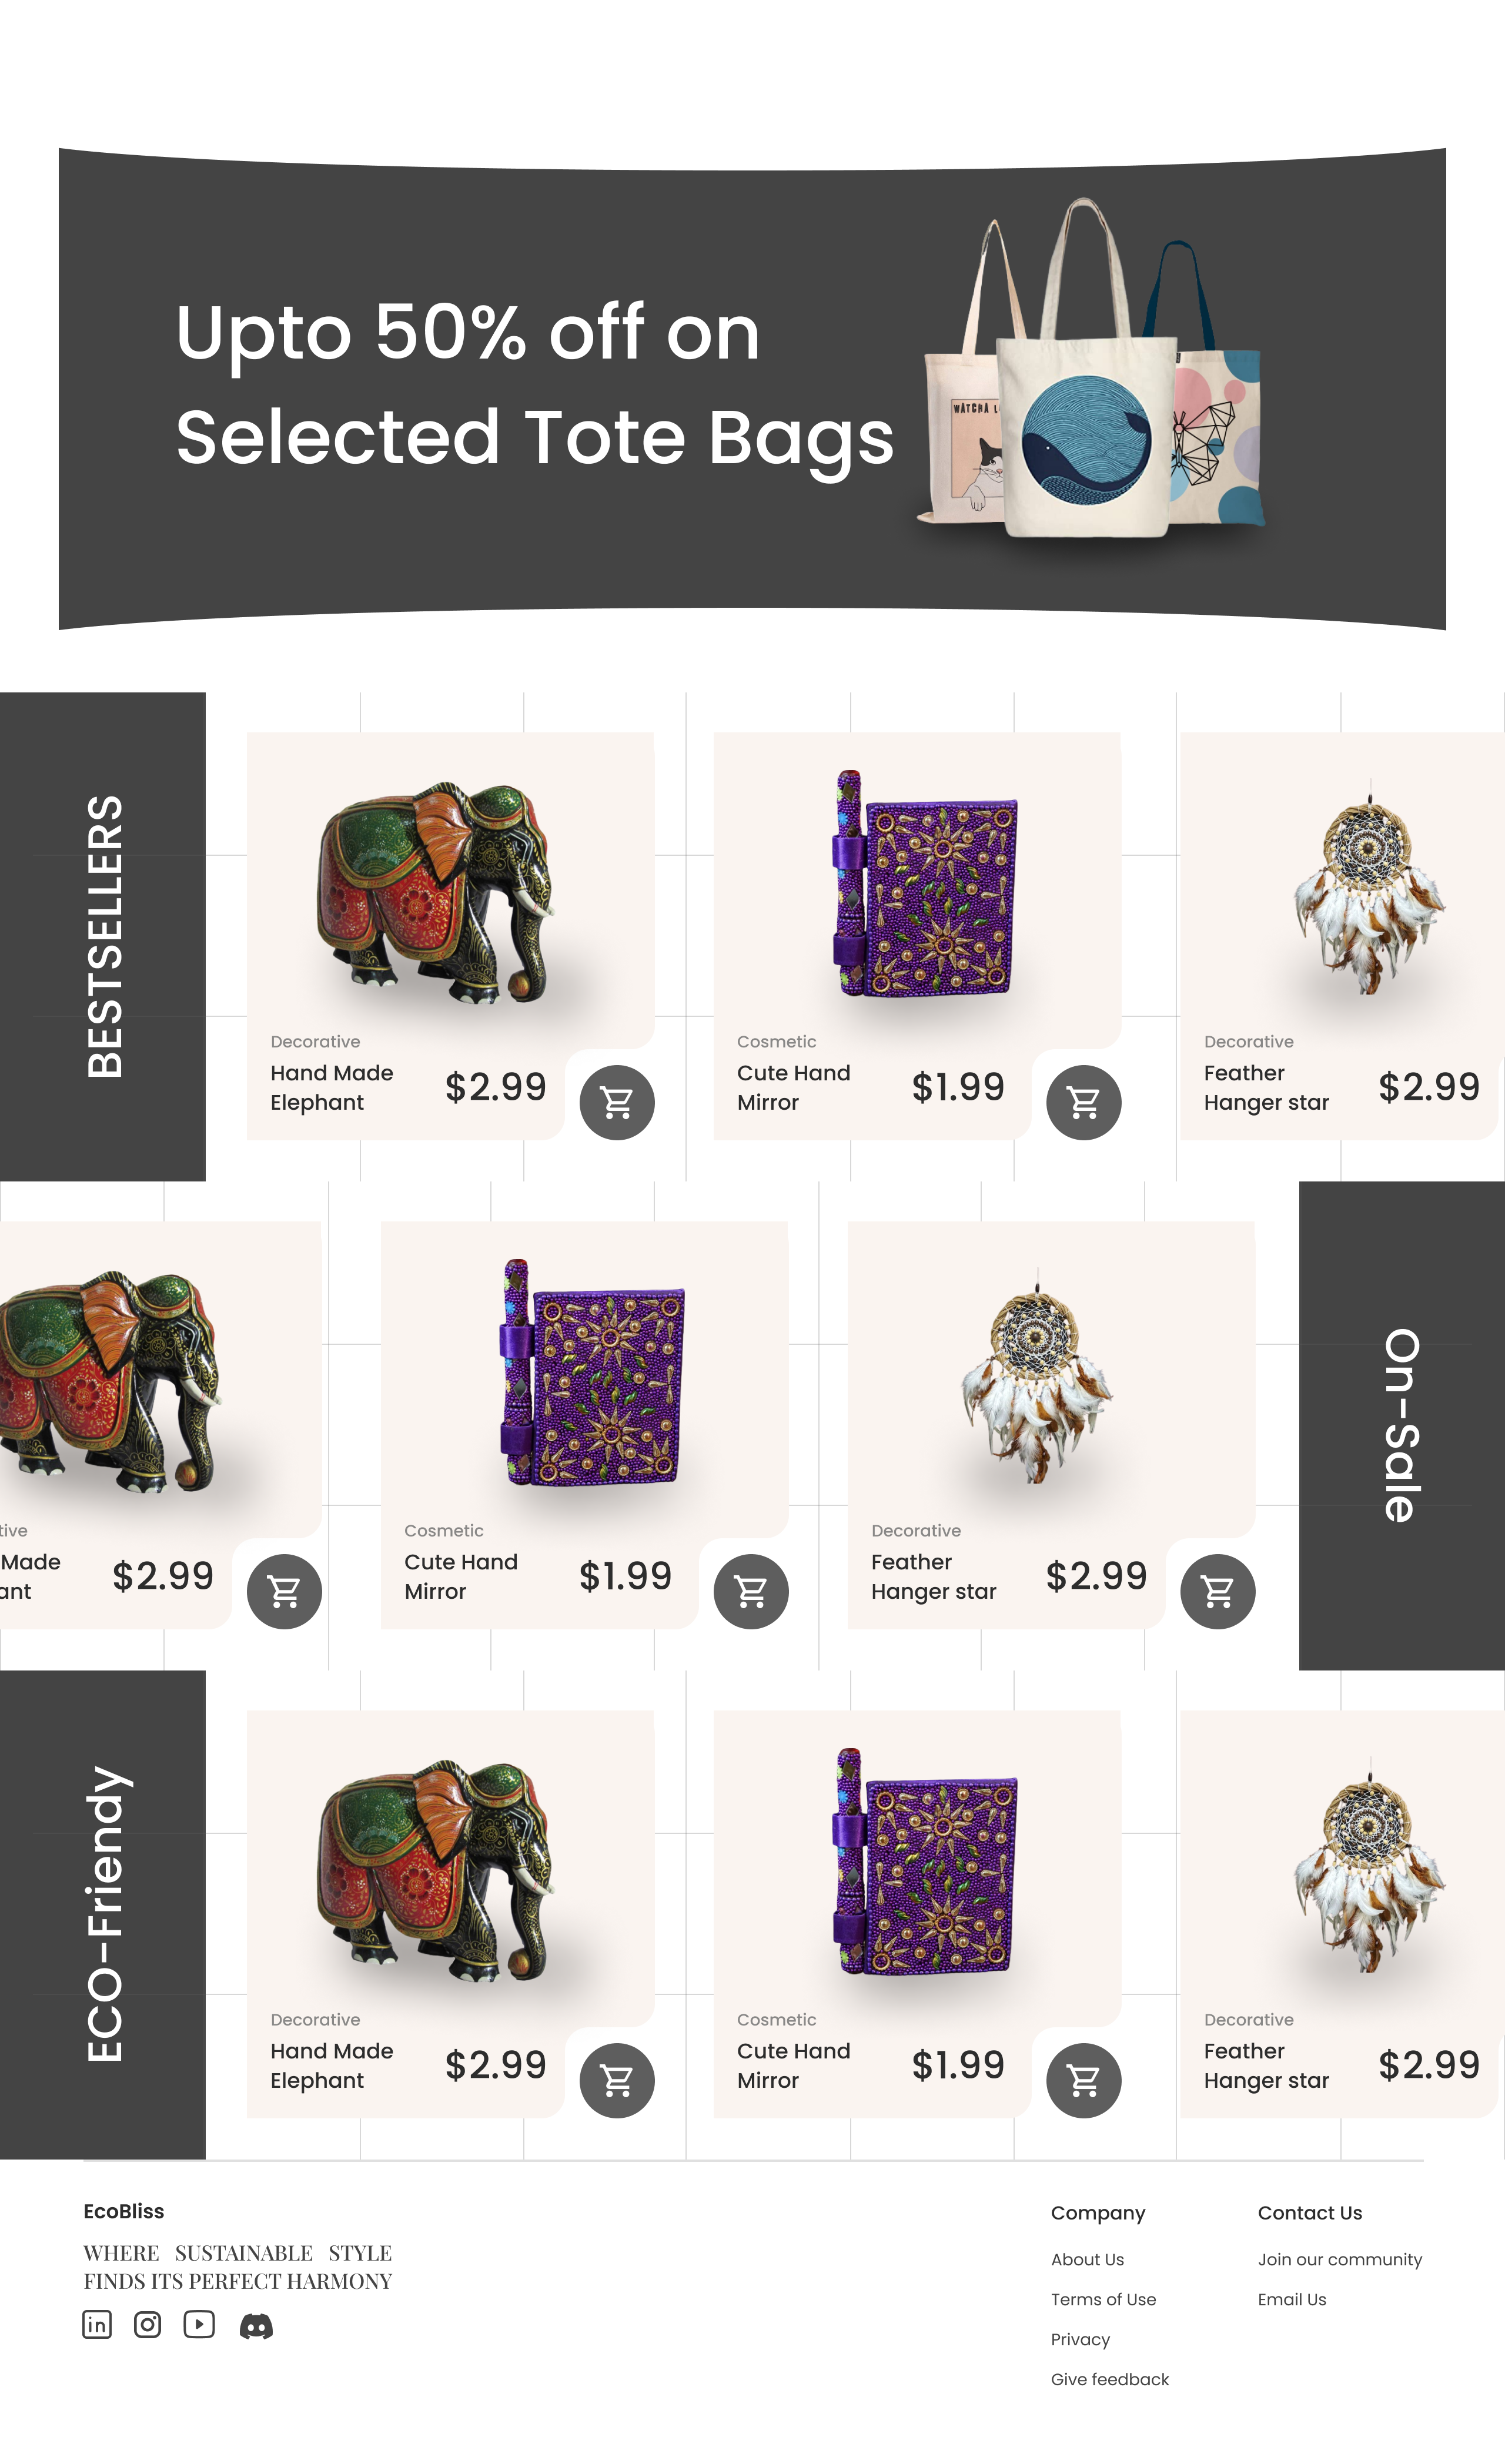 Upto 50% off on
Selected Tote Bags
WATCHA
BESTSELLERS
Decorative
Hand Made
Elephant
$2.99
Cosmetic
Cute Hand
Mirror
$1.99
Decorative
Feather
Hanger star
$2.99
tive
Made
ant
$2.99
Cosmetic
Cute Hand
Mirror
$1.99
Decorative
Feather
Hanger star
$2.99
On-Sale
ECO-Friendy
Decorative
Hand Made
Elephant
$2.99
Cosmetic
Cute Hand
Mirror
$1.99
Decorative
Feather
Hanger star
$2.99
EcoBliss
WHERE SUSTAINABLE STYLE
FINDS ITS PERFECT HARMONY
in
Company
About Us
Terms of Use
Privacy
Give feedback
Contact Us
Join our community
Email Us